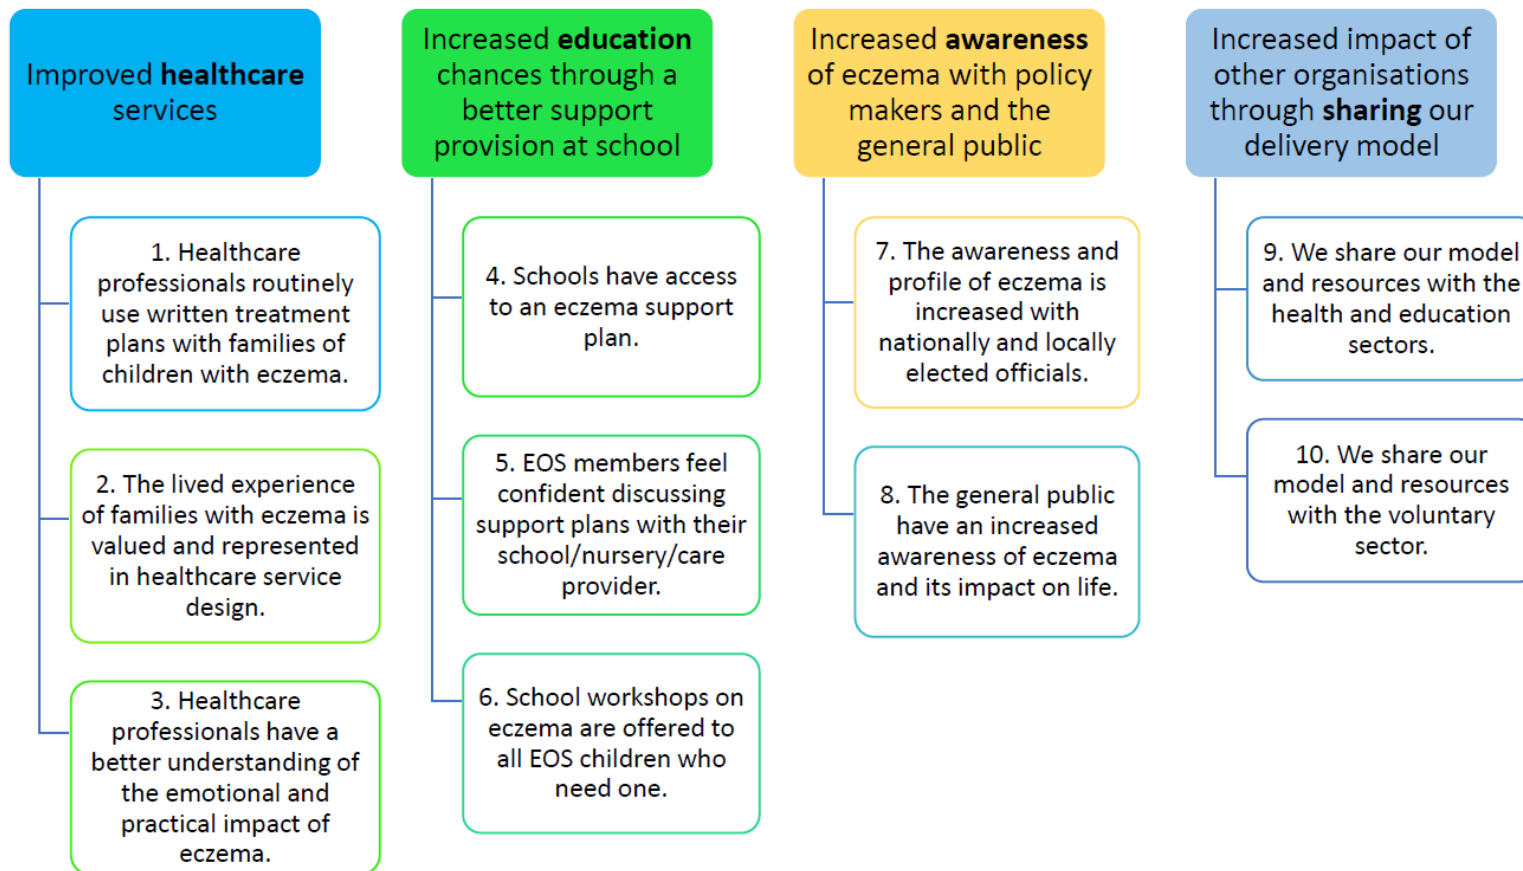 Improved healthcare
services
1. Healthcare
professionals routinely
use written treatment
plans with families of
children with eczema.
2. The lived experience
of families with eczema is
valued and represented
in healthcare service
design.
3. Healthcare
professionals have a
better understanding of
the emotional and
practical impact of
eczema.
Increased education
chances through a
better support
provision at school
4. Schools have access
to an eczema support
plan.
5. EOS members feel
confident discussing
support plans with their
school/nursery/care
provider.
6. School workshops on
eczema are offered to
all EOS children who
need one.
Increased awareness
of eczema with policy
makers and the
general public
7. The awareness and
profile of eczema is
increased with
nationally and locally
elected officials.
8. The general public
have an increased
awareness of eczema
and its impact on life.
Increased impact of
other organisations
through sharing our
delivery model
9. We share our model
and resources with the
health and education
sectors.
10. We share our
model and resources
with the voluntary
sector.